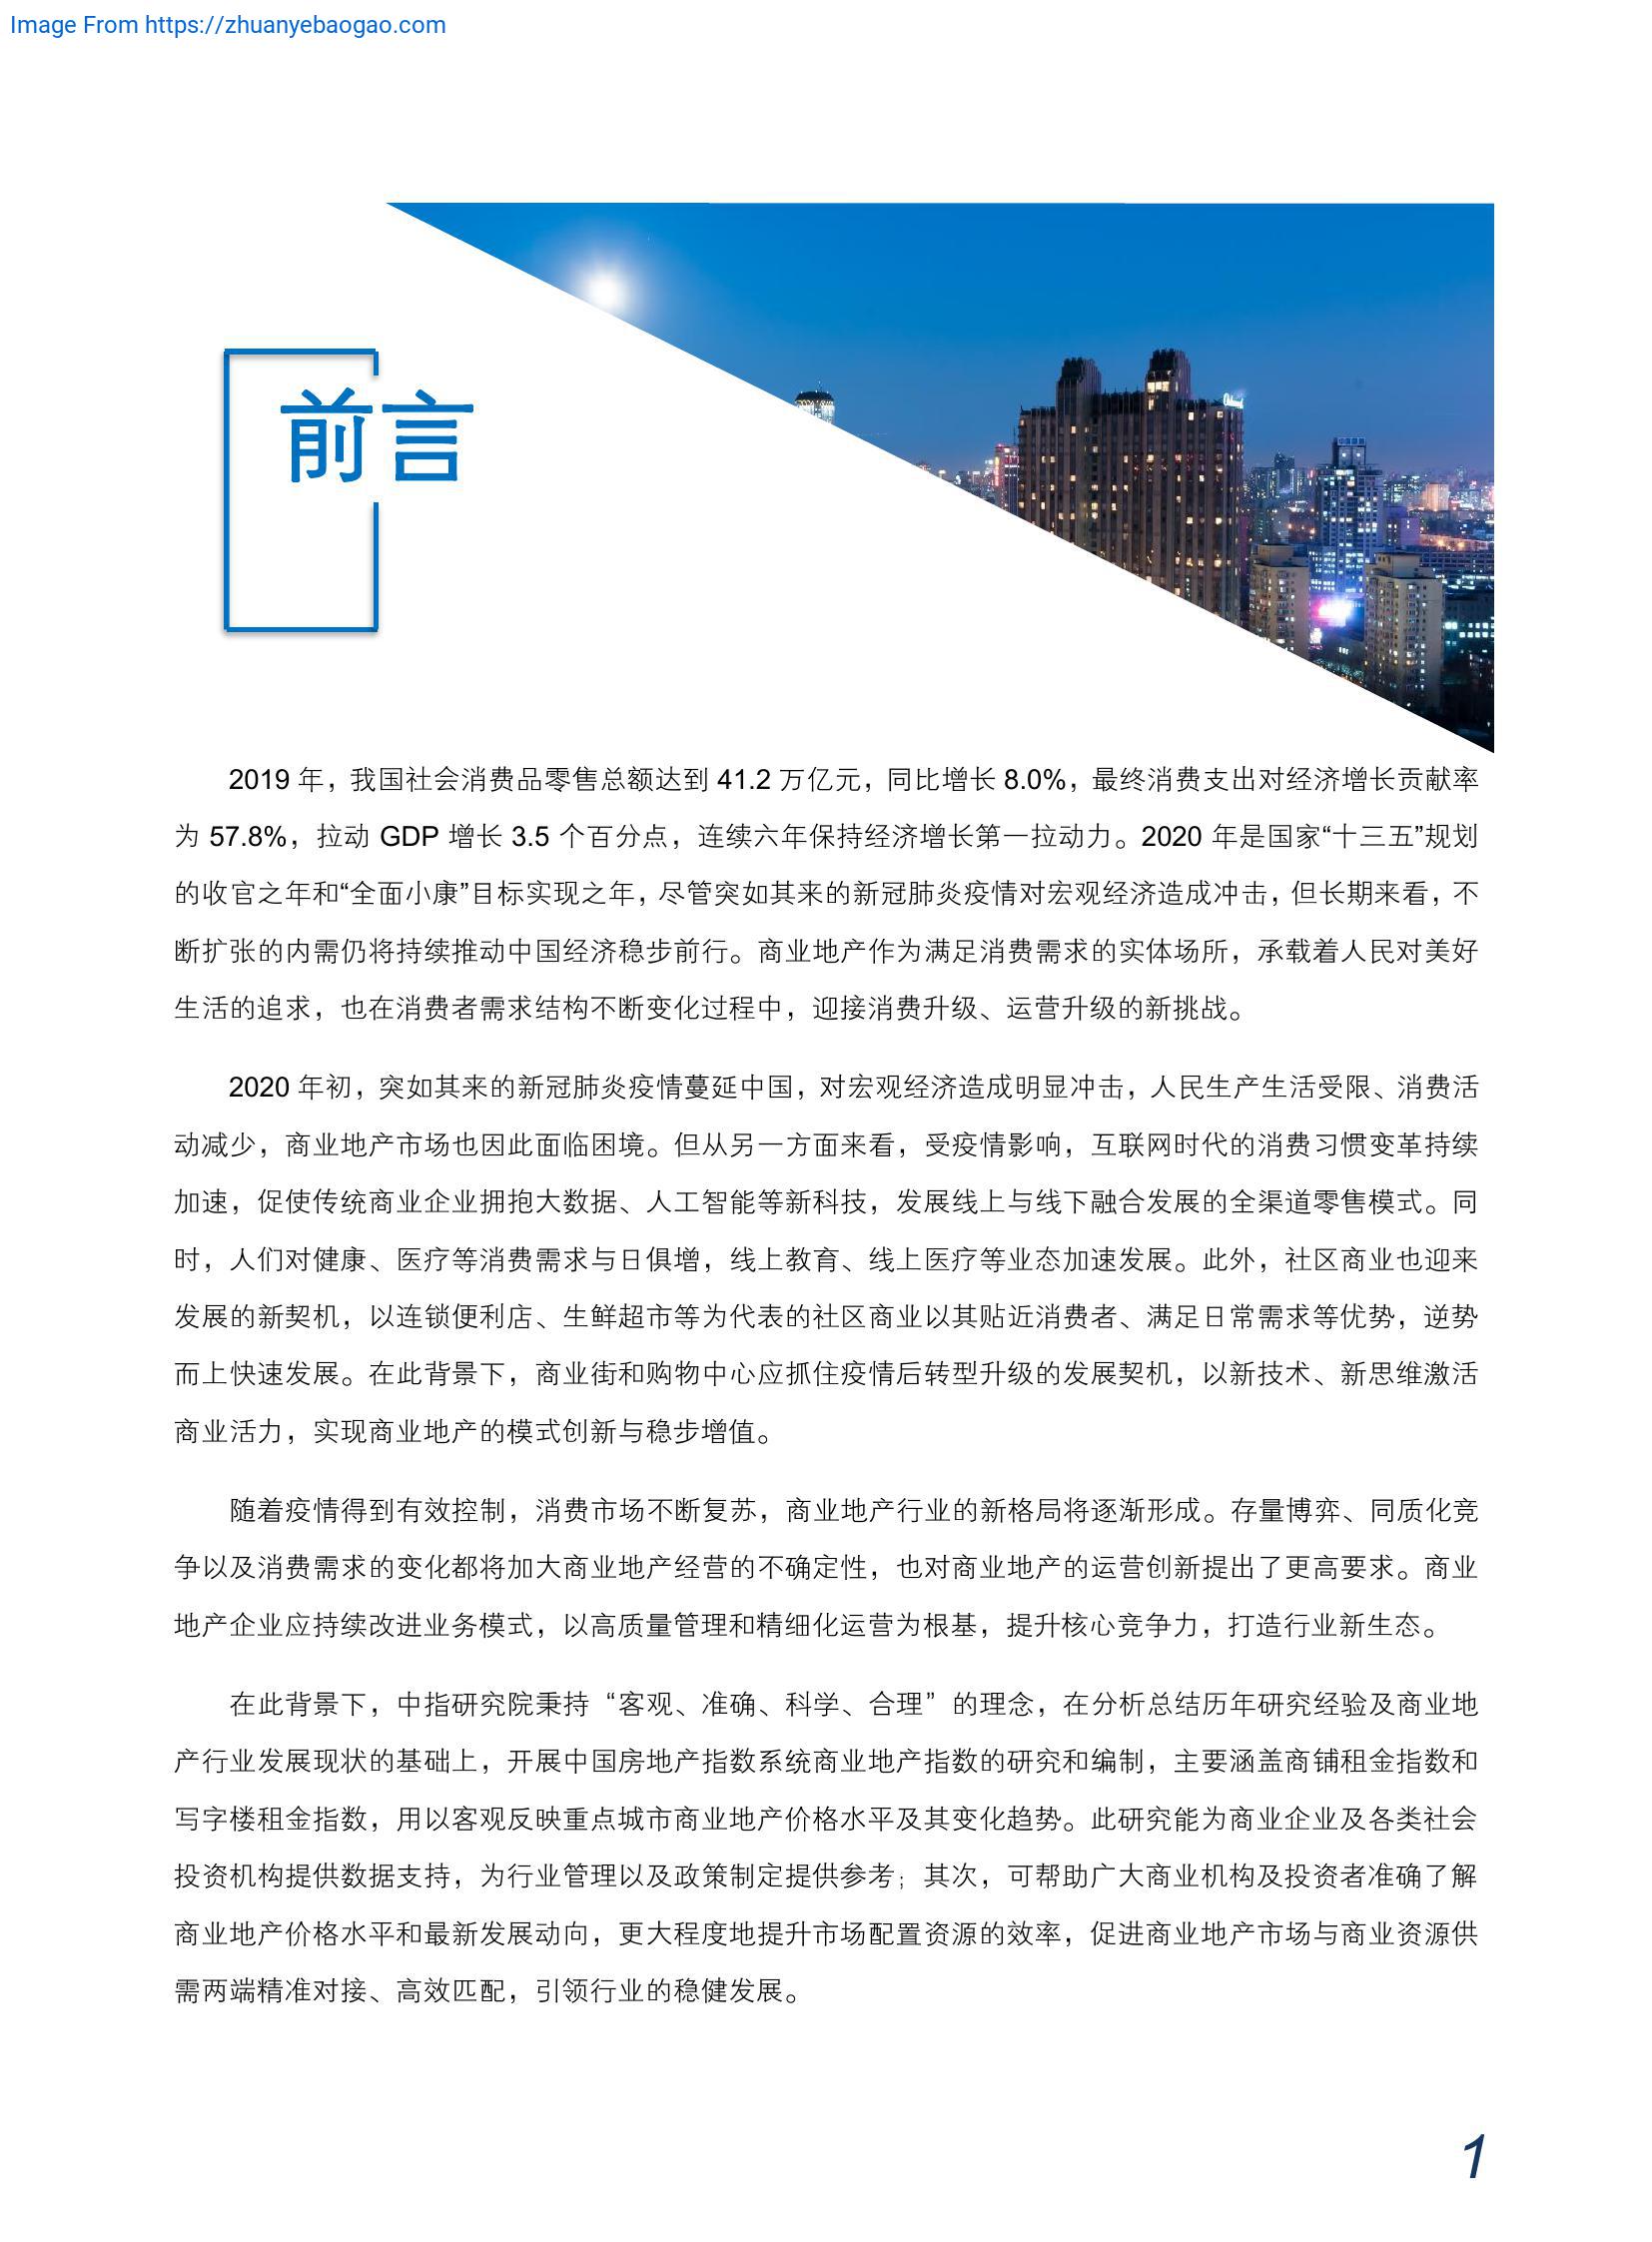 Image From https://zhuanyebaogao.com
前言
2019 年，我国社会消费品零售总额达到 41.2 万亿元，同比增长 8.0%，最终消费支出对经济增长贡献率
为 57.8%，拉动 GDP 增长 3.5 个百分点，连续六年保持经济增长第一拉动力。2020 年是国家“十三五”规划
的收官之年和“全面小康”目标实现之年，尽管突如其来的新冠肺炎疫情对宏观经济造成冲击，但长期来看，不
断扩张的内需仍将持续推动中国经济稳步前行。商业地产作为满足消费需求的实体场所，承载着人民对美好
生活的追求，也在消费者需求结构不断变化过程中，迎接消费升级、运营升级的新挑战。
2020 年初，突如其来的新冠肺炎疫情蔓延中国，对宏观经济造成明显冲击，人民生产生活受限、消费活
动减少，商业地产市场也因此面临困境。但从另一方面来看，受疫情影响，互联网时代的消费习惯变革持续
加速，促使传统商业企业拥抱大数据、人工智能等新科技，发展线上与线下融合发展的全渠道零售模式。同
时，人们对健康、医疗等消费需求与日俱增，线上教育、线上医疗等业态加速发展。此外，社区商业也迎来
发展的新契机，以连锁便利店、生鲜超市等为代表的社区商业以其贴近消费者、满足日常需求等优势，逆势
而上快速发展。在此背景下，商业街和购物中心应抓住疫情后转型升级的发展契机，以新技术、新思维激活
商业活力，实现商业地产的模式创新与稳步增值。
随着疫情得到有效控制，消费市场不断复苏，商业地产行业的新格局将逐渐形成。存量博弈、同质化竞
争以及消费需求的变化都将加大商业地产经营的不确定性，也对商业地产的运营创新提出了更高要求。商业
地产企业应持续改进业务模式，以高质量管理和精细化运营为根基，提升核心竞争力，打造行业新生态。
在此背景下，中指研究院秉持“客观、准确、科学、合理”的理念，在分析总结历年研究经验及商业地
产行业发展现状的基础上，开展中国房地产指数系统商业地产指数的研究和编制，主要涵盖商铺租金指数和
写字楼租金指数，用以客观反映重点城市商业地产价格水平及其变化趋势。此研究能为商业企业及各类社会
投资机构提供数据支持，为行业管理以及政策制定提供参考；其次，可帮助广大商业机构及投资者准确了解
商业地产价格水平和最新发展动向，更大程度地提升市场配置资源的效率，促进商业地产市场与商业资源供
需两端精准对接、高效匹配，引领行业的稳健发展。
1